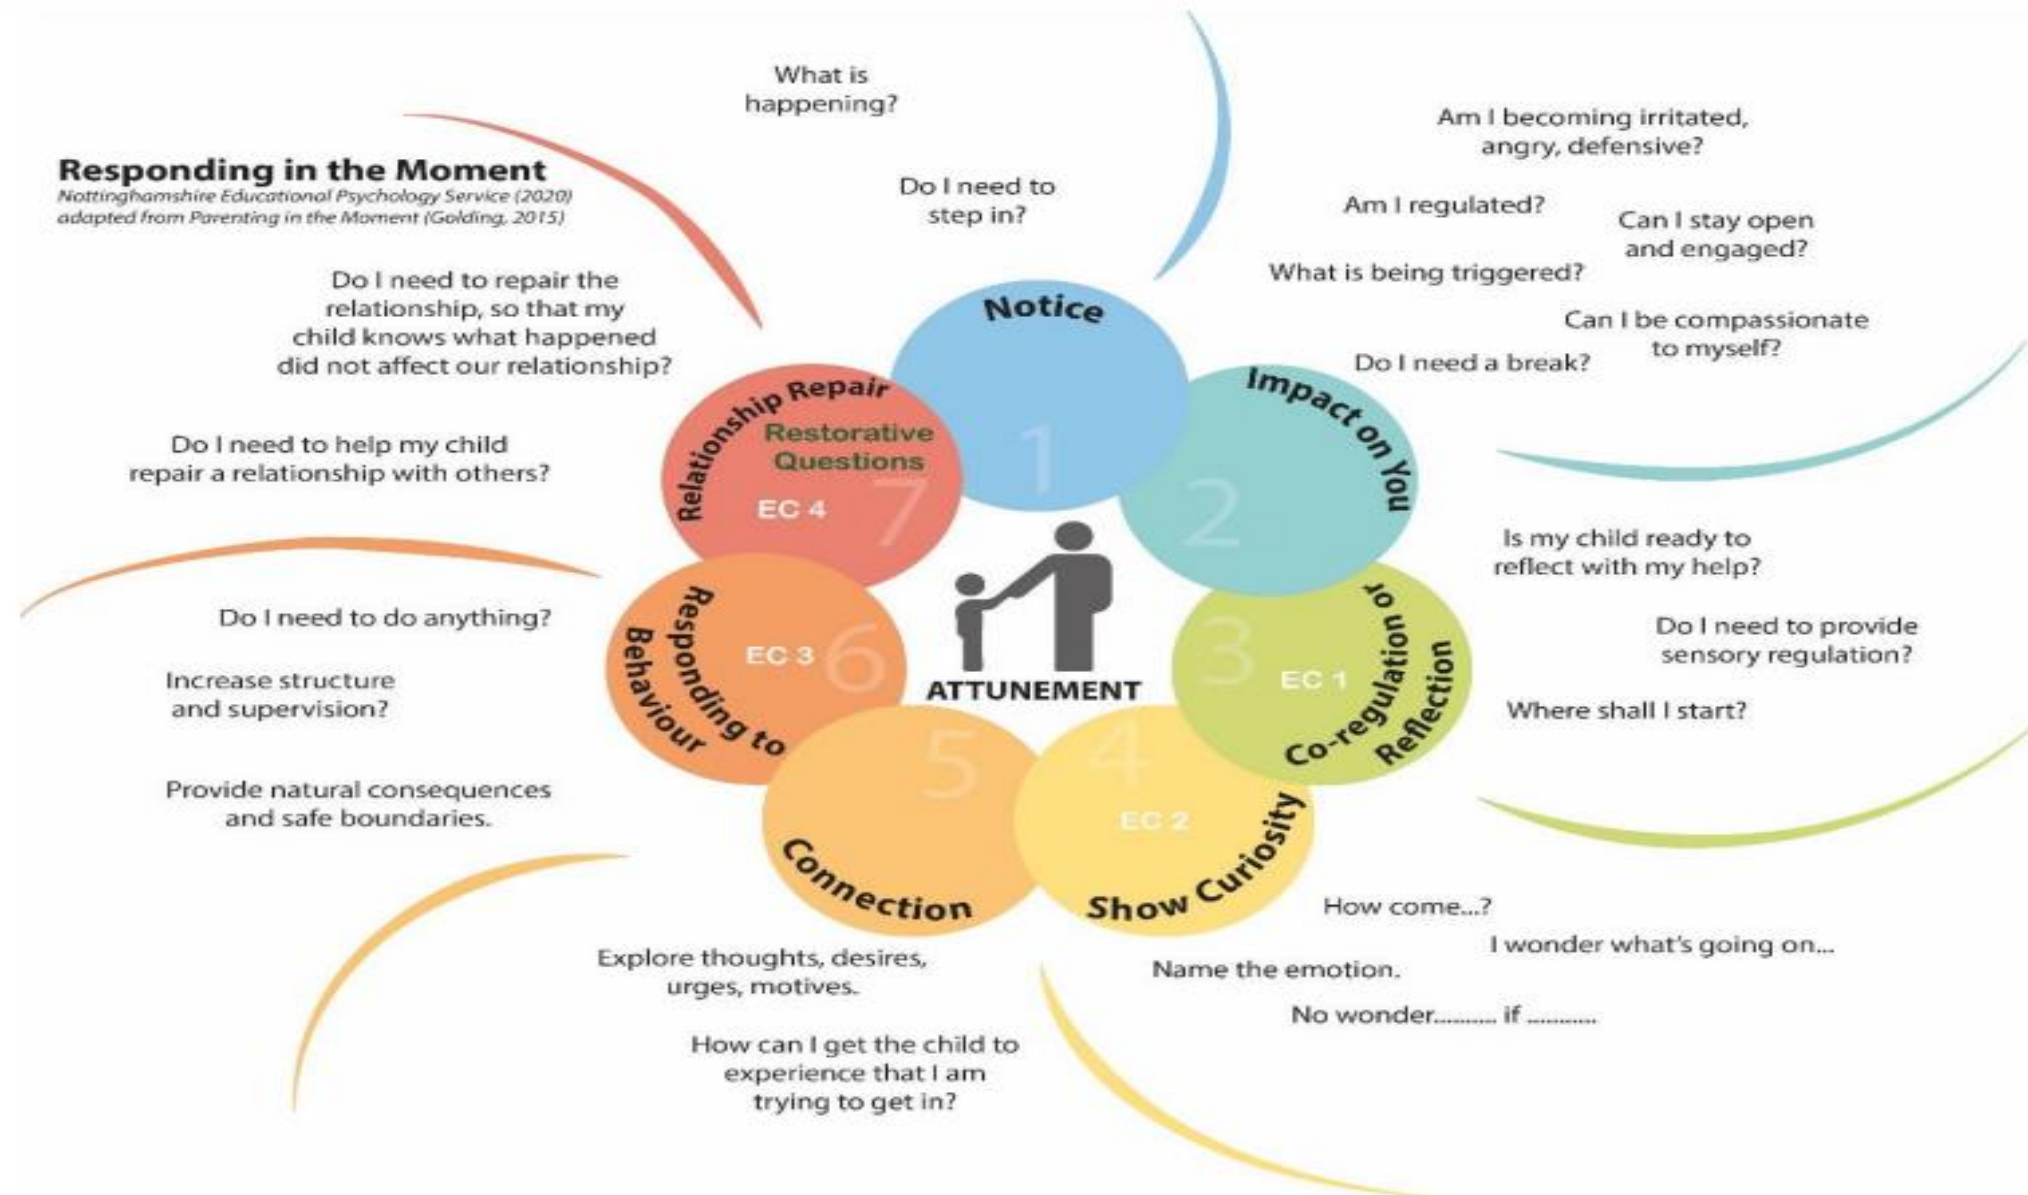 Responding in the Moment
Nottinghamshire Educational Psychology Service (2020)
adapted from Parenting in the Moment (Golding, 2015)
What is
happening?
Do I need to
step in?
Notice
1
Am I becoming irritated,
angry, defensive?
Am I regulated?
Can I stay open
and engaged?
What is being triggered?
Can I be compassionate
to myself?
Do I need a break?
Impact on You
2
Is my child ready to
reflect with my help?
Do I need to provide
sensory regulation?
Where shall I start?
Co-regulation or
Reflection
3
EC 1
How come...?
I wonder what's going on...
Name the emotion.
No wonder........... if ............
Show Curiosity
4
EC 2
Explore thoughts, desires,
urges, motives.
How can I get the child to
experience that I am
trying to get in?
Connection
5
Do I need to do anything?
Increase structure
and supervision?
Provide natural consequences
and safe boundaries.
Responding to
Behaviour
6
EC 3
Do I need to repair the
relationship, so that my
child knows what happened
did not affect our relationship?
Do I need to help my child
repair a relationship with others?
Relationship Repair
Restorative
Questions
EC 4
7
ATTUNEMENT